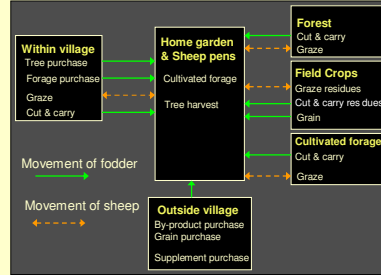 Within village
Tree purchase
Forage purchase
Graze
Cut & carry
Home garden
& Sheep pens
Cultivated forage
Tree harvest
Forest
Cut & carry
Graze
Field Crops
Graze residues
Cut & carry res dues
Grain
Cultivated forage
Cut & carry
Graze
Movement of fodder
Movement of sheep
Outside village
By-product purchase
Grain purchase
Supplement purchase